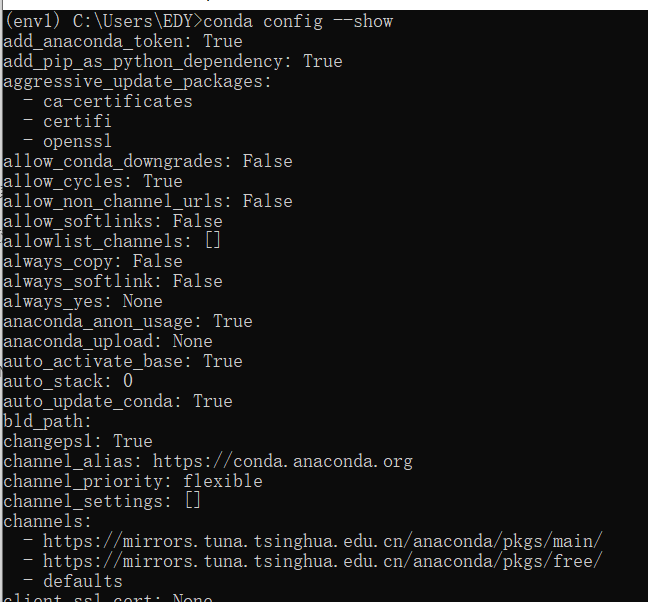 (env1) C:\Users\EDY>conda config --show
add_anaconda_token: True
add_pip_as_python_dependency: True
aggressive_update_packages:
  - ca-certificates
  - certifi
  - openssl
allow_conda_downgrades: False
allow_cycles: True
allow_non_channel_urls: False
allow_softlinks: False
allowlist_channels: []
always_copy: False
always_softlink: False
always_yes: None
anaconda_anon_usage: True
anaconda_upload: None
auto_activate_base: True
auto_stack: 0
auto_update_conda: True
bld_path:
changeps1: True
channel_alias: https://conda.anaconda.org
channel_priority: flexible
channel_settings: []
channels:
  - https://mirrors.tuna.tsinghua.edu.cn/anaconda/pkgs/main/
  - https://mirrors.tuna.tsinghua.edu.cn/anaconda/pkgs/free/
  - defaults
client_ssl_cert: None